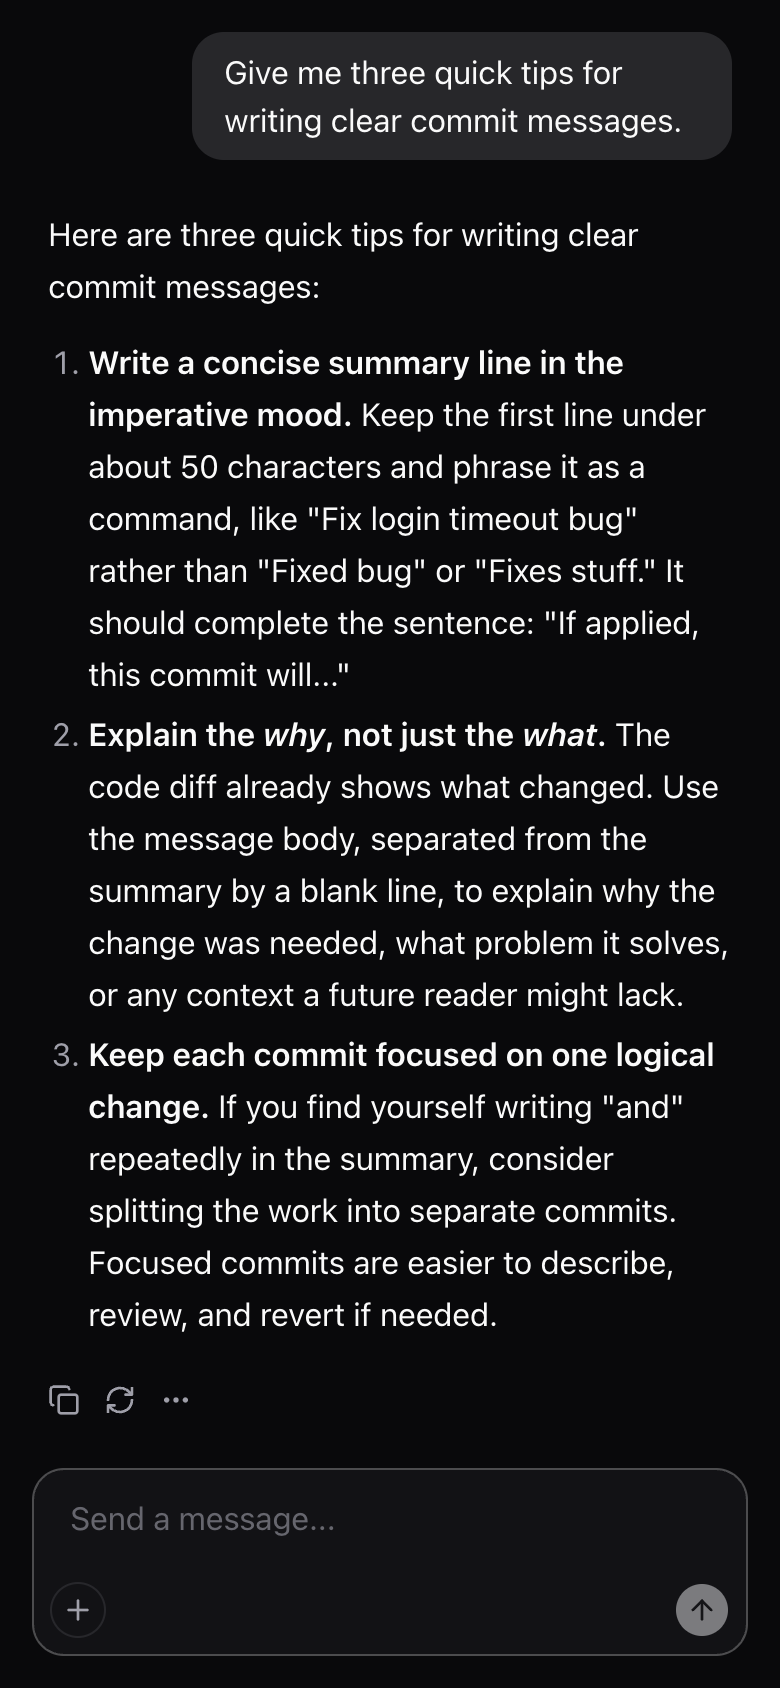 Give me three quick tips for
writing clear commit messages.
Here are three quick tips for writing clear
commit messages:
1. Write a concise summary line in the
imperative mood. Keep the first line under
about 50 characters and phrase it as a
command, like "Fix login timeout bug"
rather than "Fixed bug" or "Fixes stuff." It
should complete the sentence: "If applied,
this commit will..."
2. Explain the why, not just the what. The
code diff already shows what changed. Use
the message body, separated from the
summary by a blank line, to explain why the
change was needed, what problem it solves,
or any context a future reader might lack.
3. Keep each commit focused on one logical
change. If you find yourself writing "and"
repeatedly in the summary, consider
splitting the work into separate commits.
Focused commits are easier to describe,
review, and revert if needed.
Send a message...